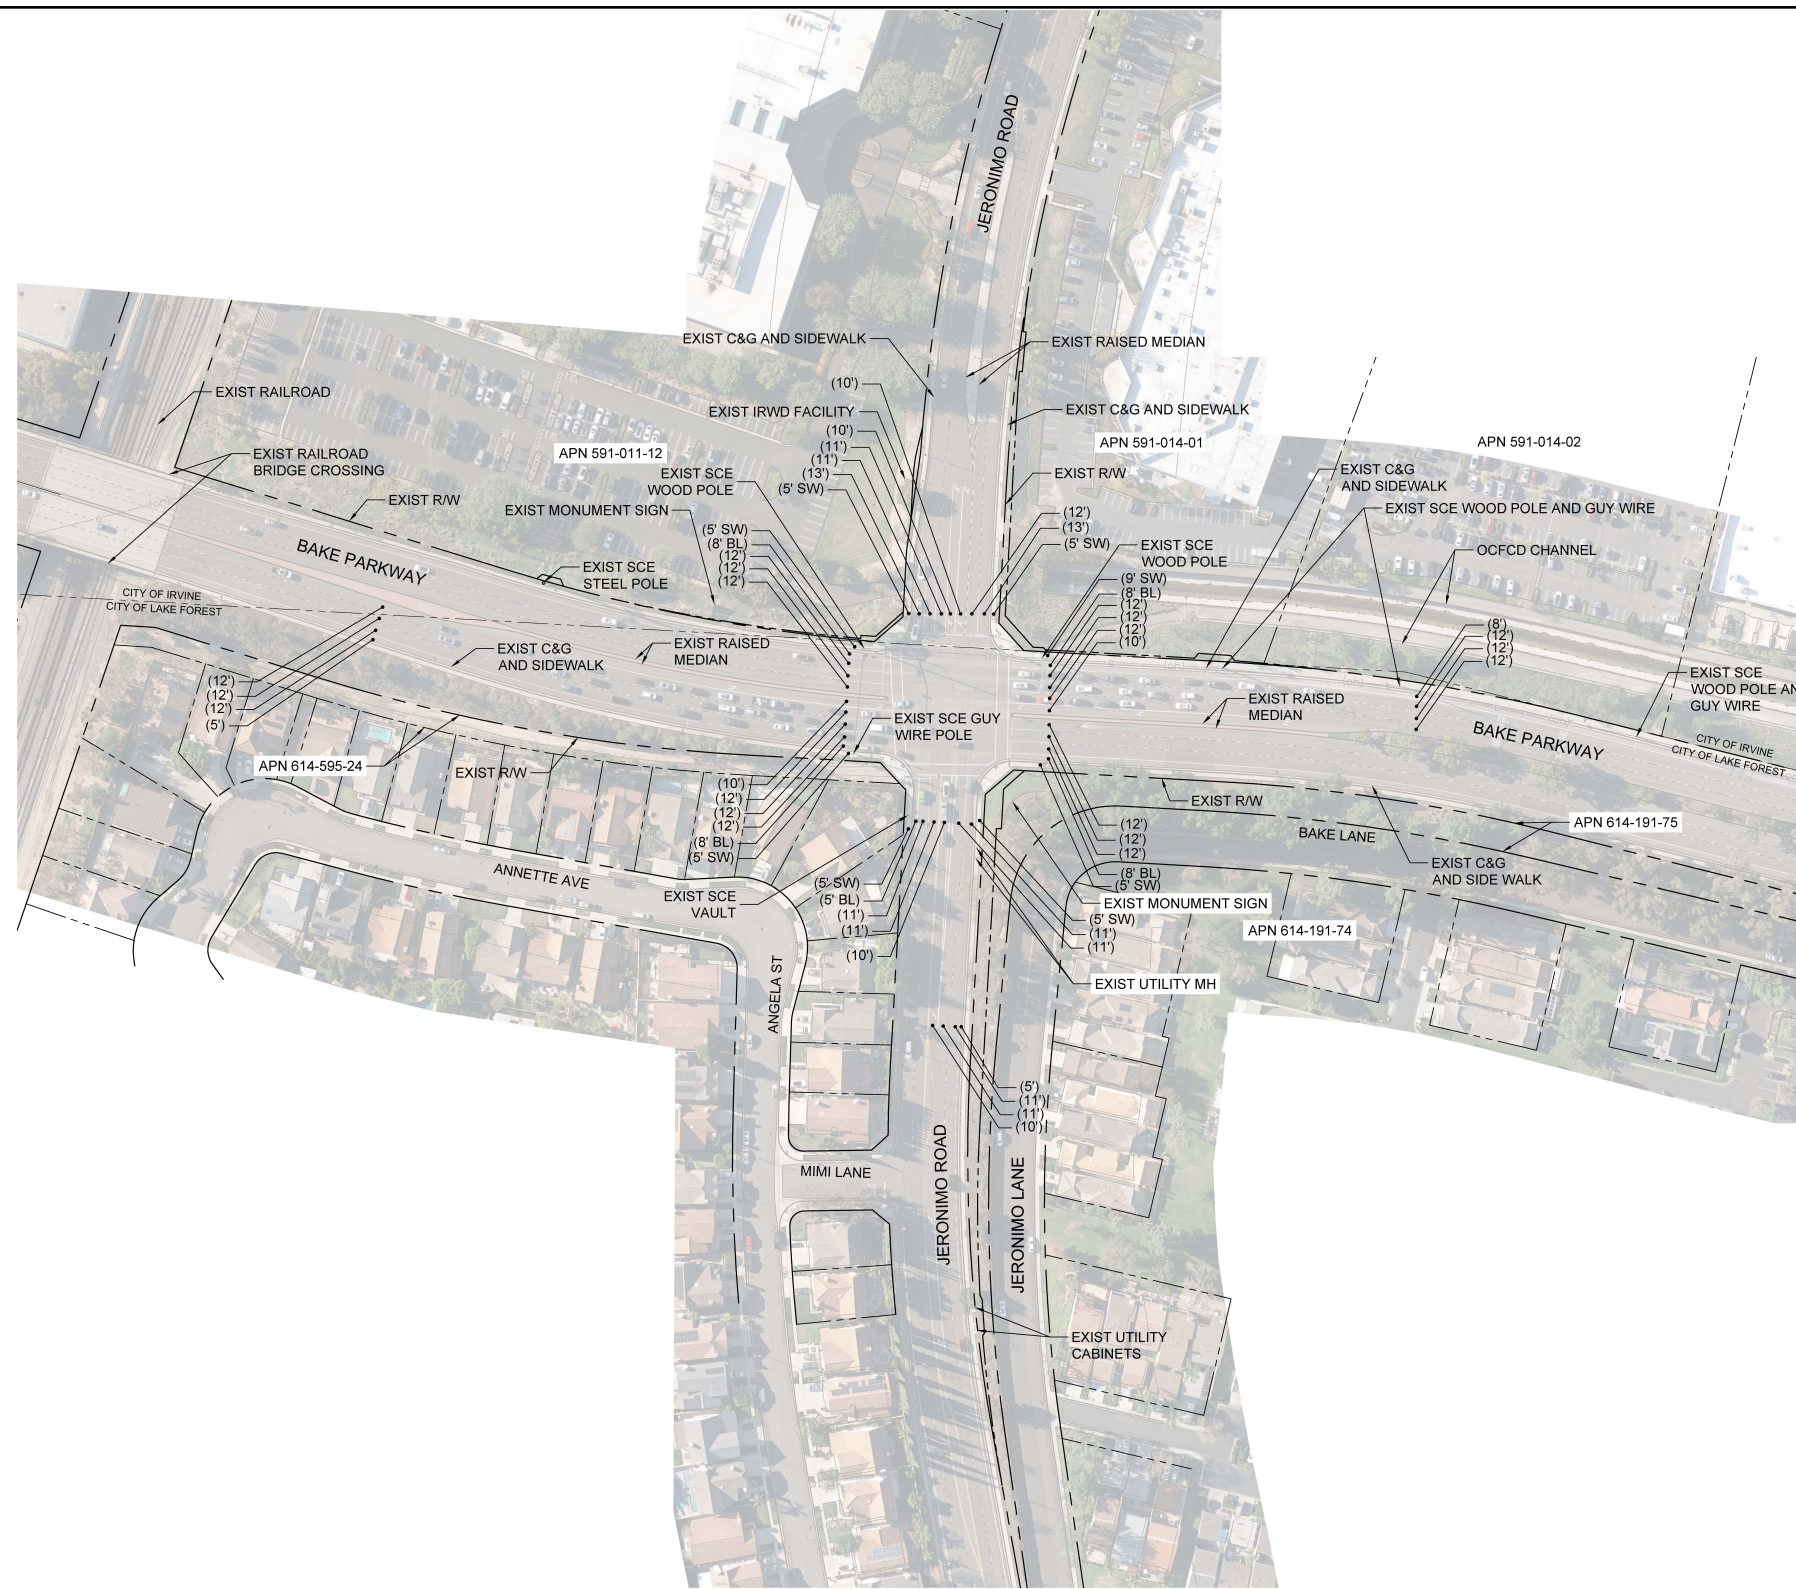 JERONIMO ROAD
EXIST C&G AND SIDEWALK
EXIST RAISED MEDIAN
(10')
EXIST IRWD FACILITY
(10')
(11')
(11')
(13')
(5' SW)
EXIST C&G AND SIDEWALK
APN 591-014-01
EXIST R/W
APN 591-014-02
EXIST RAILROAD
EXIST RAILROAD
BRIDGE CROSSING
APN 591-011-12
EXIST R/W
EXIST SCE
WOOD POLE
EXIST MONUMENT SIGN
(5' SW)
(8' BL)
(12')
(12')
(12')
BAKE PARKWAY
EXIST SCE
STEEL POLE
(12')
(13')
(5' SW)
EXIST SCE
WOOD POLE
(9' SW)
(8' BL)
(12')
(12')
(12')
(10')
EXIST C&G
AND SIDEWALK
EXIST SCE WOOD POLE AND GUY WIRE
OCFCD CHANNEL
(8')
(12')
(12')
(12')
CITY OF IRVINE
CITY OF LAKE FOREST
EXIST C&G
AND SIDEWALK
EXIST RAISED
MEDIAN
(12')
(12')
(12')
(5')
EXIST SCE GUY
WIRE POLE
EXIST RAISED
MEDIAN
EXIST SCE
WOOD POLE AN
GUY WIRE
BAKE PARKWAY
CITY OF IRVINE
CITY OF LAKE FOREST
APN 614-595-24
EXIST R/W
(10')
(12')
(12')
(12')
(8' BL)
(5' SW)
EXIST R/W
BAKE LANE
APN 614-191-75
(12')
(12')
(12')
(8' BL)
(5' SW)
EXIST C&G
AND SIDE WALK
ANNETTE AVE
EXIST SCE
VAULT
(5' SW)
(5' BL)
(11')
(11')
(10')
EXIST MONUMENT SIGN
(5' SW)
(11')
(11')
APN 614-191-74
EXIST UTILITY MH
ANGELA ST
(5')
(11')
(11')
(10')
MIMI LANE
JERONIMO ROAD
JERONIMO LANE
EXIST UTILITY
CABINETS